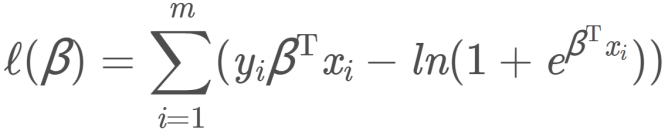 ℓ(β) = ∑_{i=1}^{m} (y_i β^T x_i − ln(1 + e^{β^T x_i}))